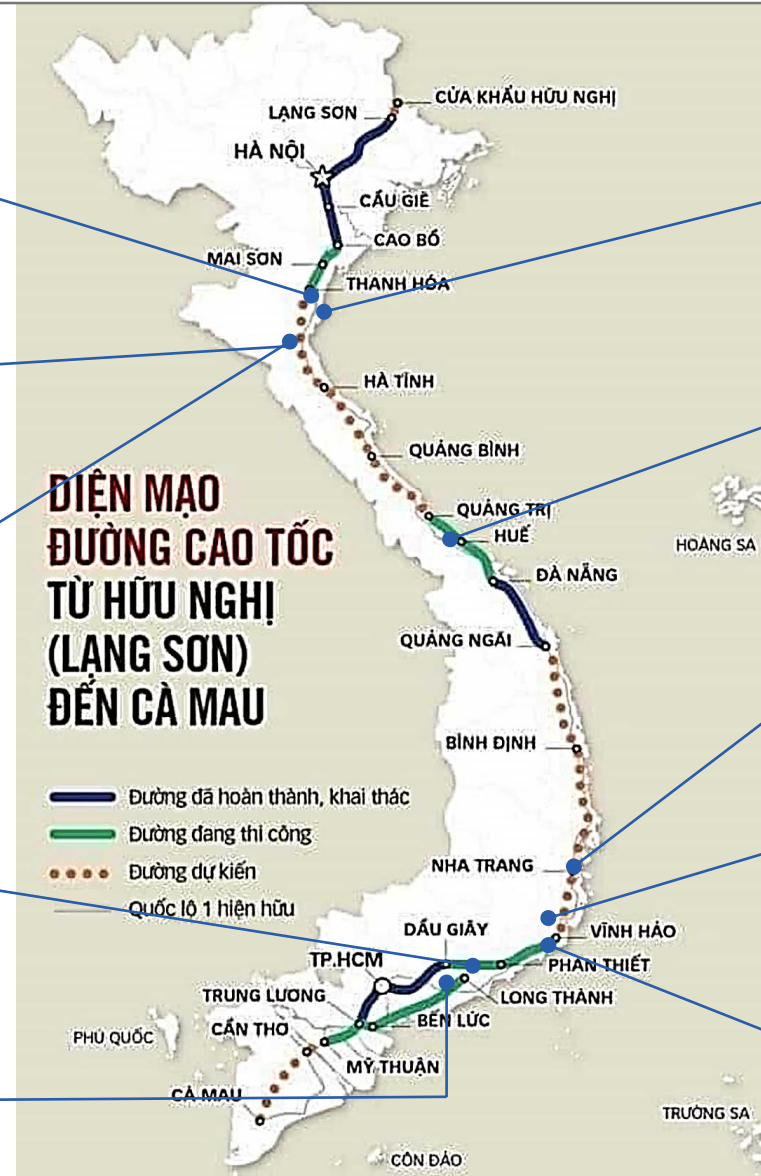 CỬA KHẨU HỮU NGHỊ
LẠNG SƠN
HÀ NỘI
CẦU GIẼ
CAO BỒ
MAI SƠN
THANH HÓA
HÀ TĨNH
QUẢNG BÌNH
DIỆN MẠO
ĐƯỜNG CAO TỐC
TỪ HỮU NGHỊ
(LẠNG SƠN)
ĐẾN CÀ MAU
QUẢNG TRỊ
HUẾ
HOÀNG SA
ĐÀ NẴNG
QUẢNG NGÃI
BÌNH ĐỊNH
Đường đã hoàn thành, khai thác
Đường đang thi công
Đường dự kiến
Quốc lộ 1 hiện hữu
NHA TRANG
DẦU GIÂY
VĨNH HẢO
TP.HCM
PHAN THIẾT
TRUNG LƯƠNG
LONG THÀNH
BẾN LỨC
CẦN THƠ
PHÚ QUỐC
MỸ THUẬN
CÀ MAU
TRƯỜNG SA
CÔN ĐẢO